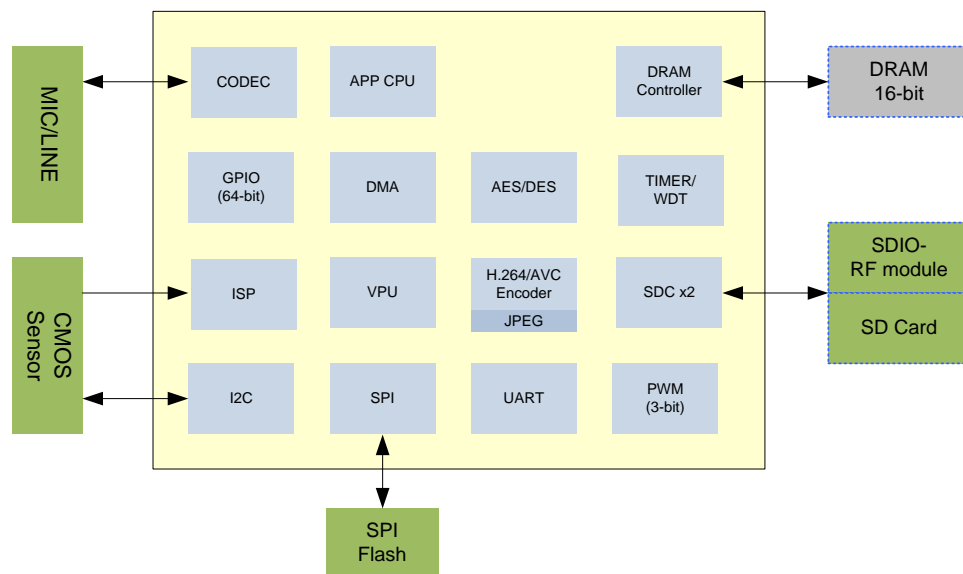 MIC/LINE
CODEC
APP CPU
DRAM
Controller
DRAM
16-bit
GPIO
(64-bit)
DMA
AES/DES
TIMER/
WDT
CMOS
Sensor
ISP
VPU
H.264/AVC
Encoder
JPEG
SDC x2
SDIO-
RF module
SD Card
I2C
SPI
UART
PWM
(3-bit)
SPI
Flash